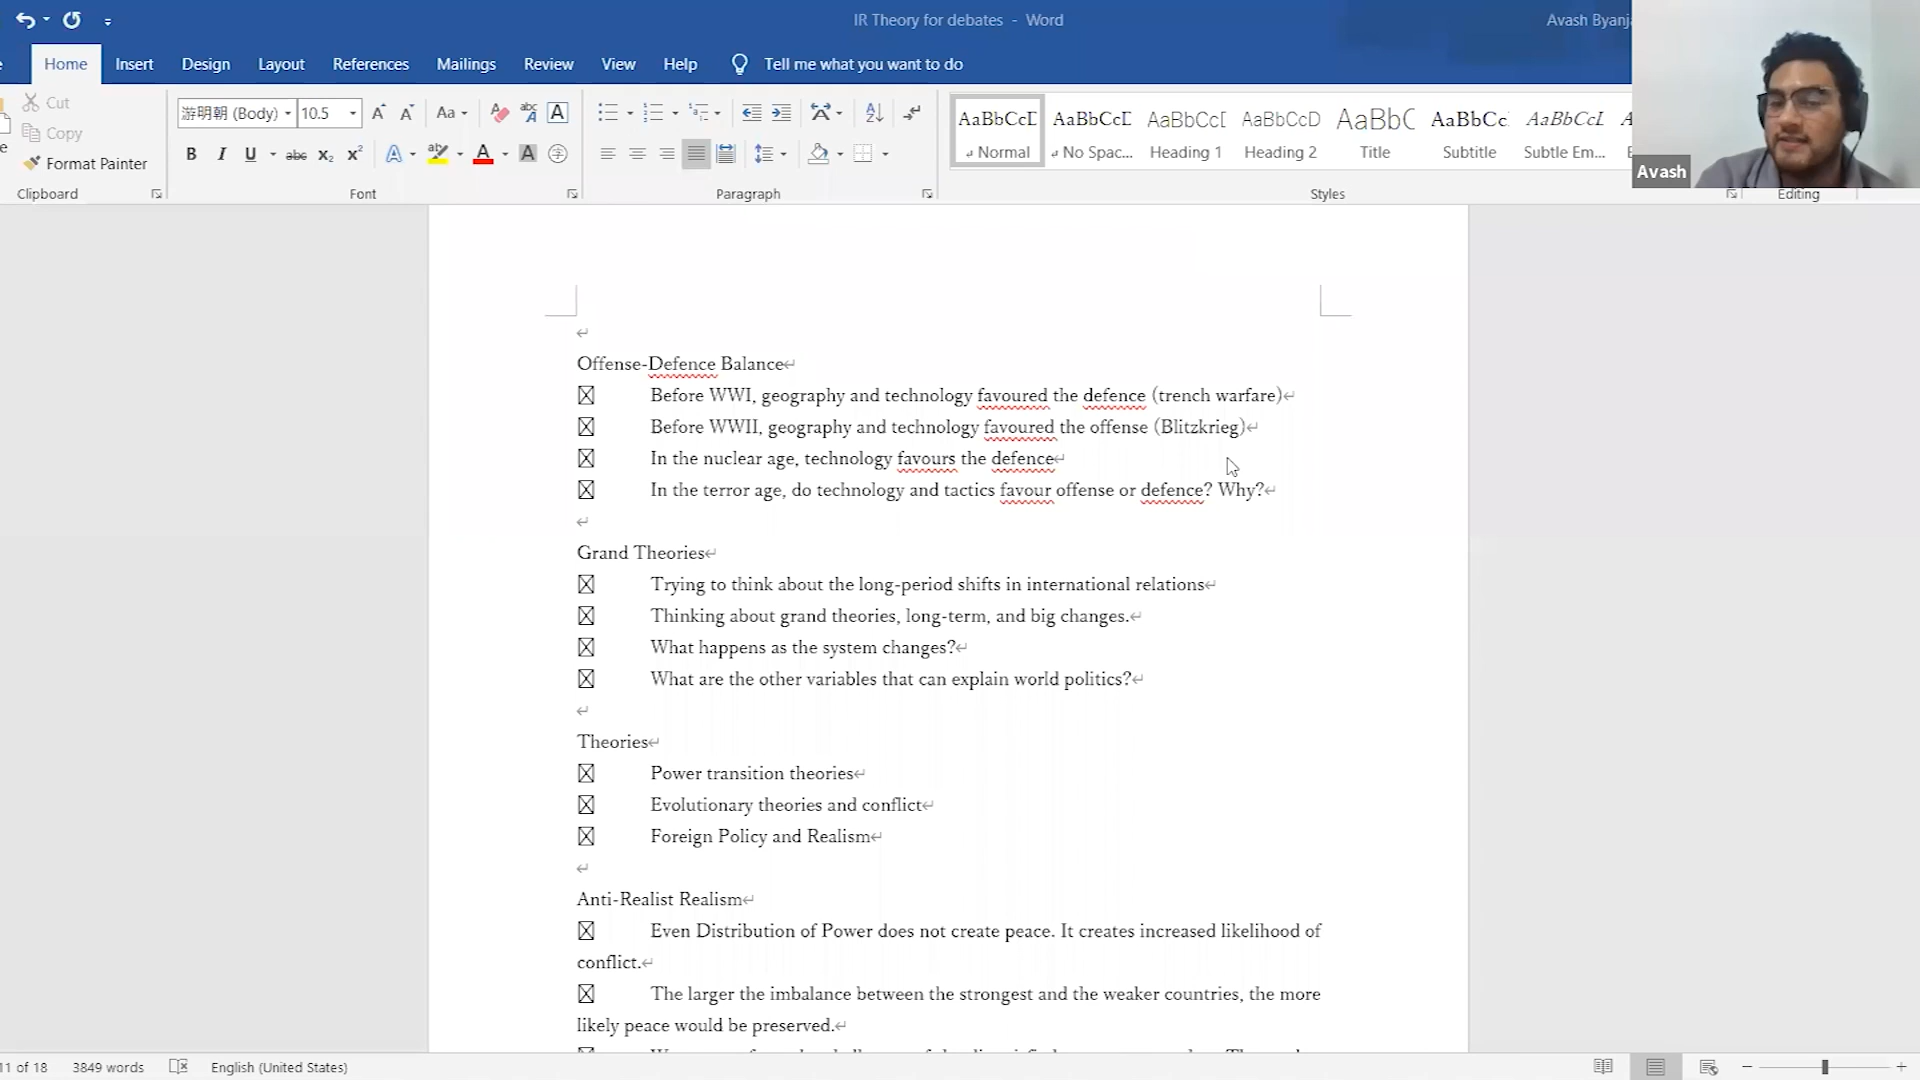 IR Theory for debates - Word
Avash
Home Insert Design Layout References Mailings Review View Help Tell me what you want to do
Cut
Copy
Format Painter
Clipboard
游明朝 (Body) 10.5
Font
Paragraph
AaBbCcD AaBbCcD AaBbCcD AaBbCcD AaBbC AaBbCc AaBbCcL
Normal No Spac... Heading 1 Heading 2 Title Subtitle Subtle Em...
Styles
Editing
Avash
Offense-Defence Balance
Before WWI, geography and technology favoured the defence (trench warfare)
Before WWII, geography and technology favoured the offense (Blitzkrieg)
In the nuclear age, technology favours the defence
In the terror age, do technology and tactics favour offense or defence? Why?
Grand Theories
Trying to think about the long-period shifts in international relations
Thinking about grand theories, long-term, and big changes.
What happens as the system changes?
What are the other variables that can explain world politics?
Theories
Power transition theories
Evolutionary theories and conflict
Foreign Policy and Realism
Anti-Realist Realism
Even Distribution of Power does not create peace. It creates increased likelihood of
conflict.
The larger the imbalance between the strongest and the weaker countries, the more
likely peace would be preserved.
11 of 18 3849 words English (United States)